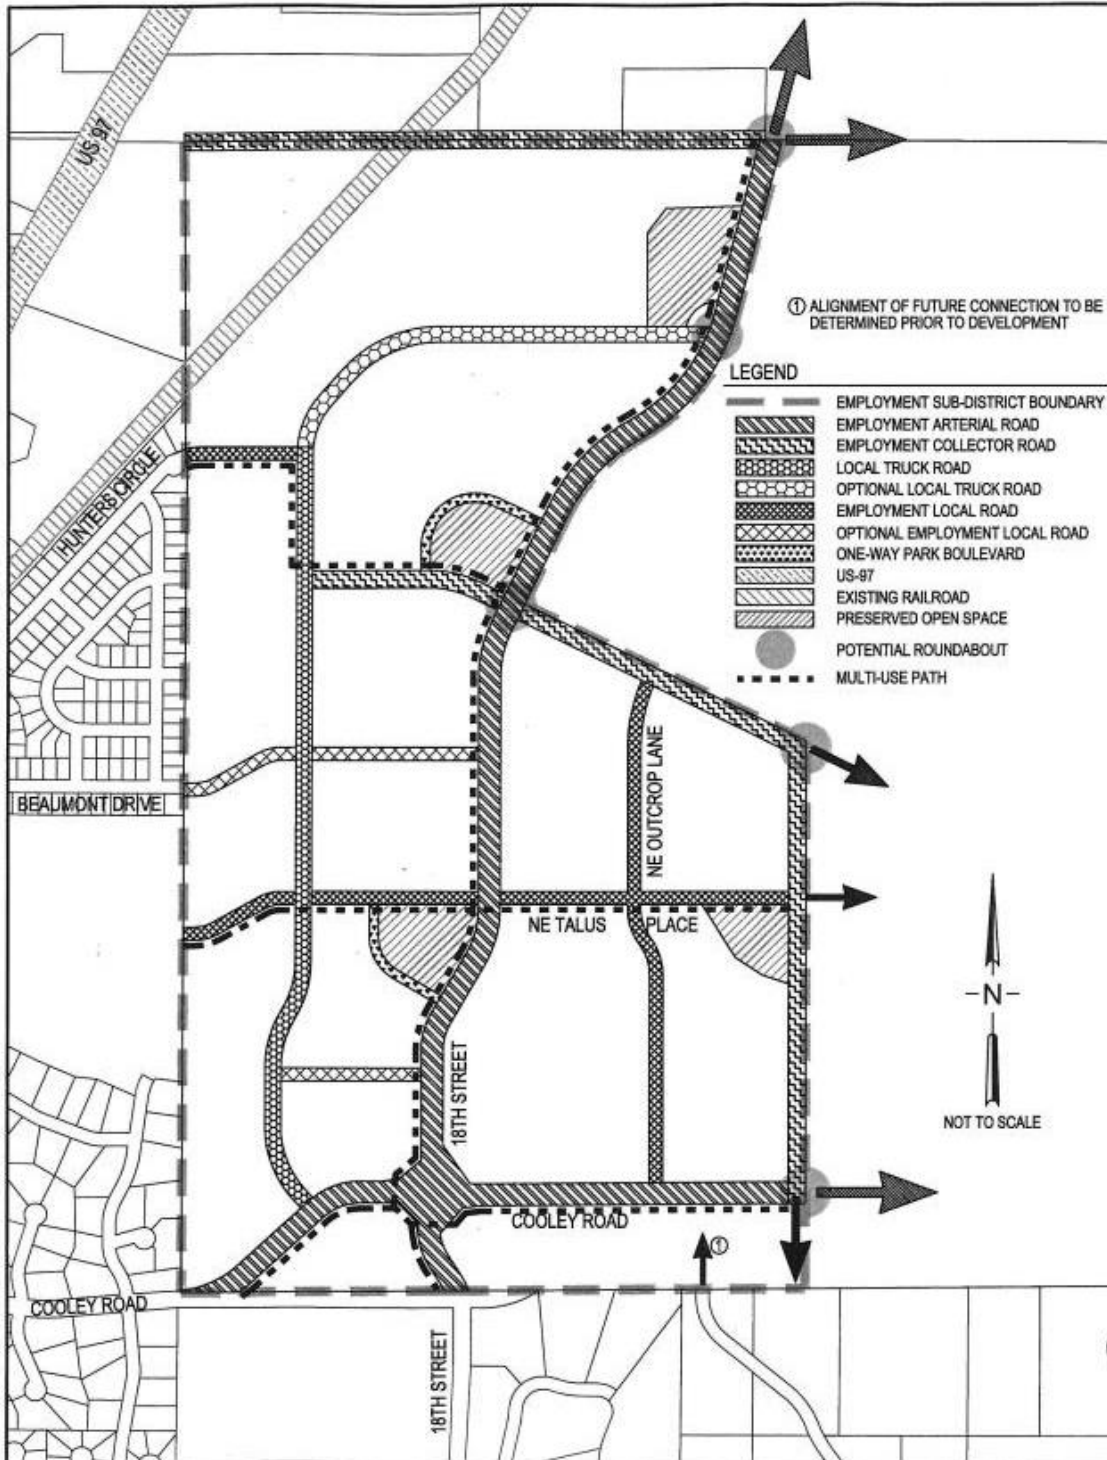 US-97
① ALIGNMENT OF FUTURE CONNECTION TO BE
DETERMINED PRIOR TO DEVELOPMENT
LEGEND
EMPLOYMENT SUB-DISTRICT BOUNDARY
EMPLOYMENT ARTERIAL ROAD
EMPLOYMENT COLLECTOR ROAD
LOCAL TRUCK ROAD
OPTIONAL LOCAL TRUCK ROAD
EMPLOYMENT LOCAL ROAD
OPTIONAL EMPLOYMENT LOCAL ROAD
ONE-WAY PARK BOULEVARD
US-97
EXISTING RAILROAD
PRESERVED OPEN SPACE
POTENTIAL ROUNDABOUT
MULTI-USE PATH
HUNTERS CIRCLE
BEAUMONT DRIVE
NE OUTCROP LANE
NE TALUS PLACE
-N-
NOT TO SCALE
18TH STREET
COOLEY ROAD
①
COOLEY ROAD
18TH STREET